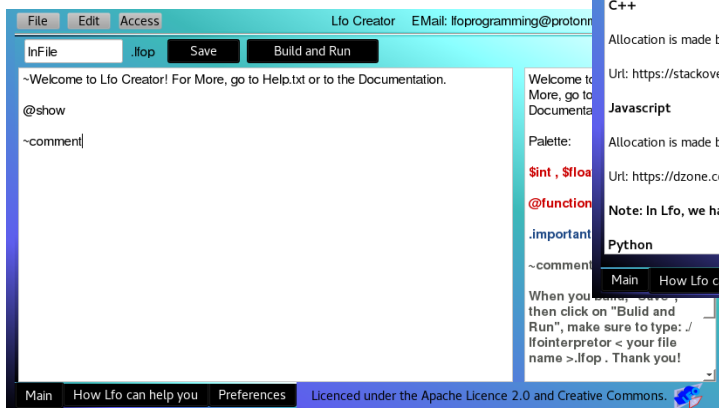 File Edit Access Lfo Creator EMail: lfoprogramming@protonm
InFile .lfop Save Build and Run
~Welcome to Lfo Creator! For More, go to Help.txt or to the Documentation.
@show
~comment
Welcome to
More, go to
Documenta
Palette:
$int , $floa
@function
.important
~comment
When you build, "Save",
then click on "Bulid and
Run", make sure to type: ./
lfointerpretor < your file
name >.lfop . Thank you!
C++
Allocation is made b
Url: https://stackove
Javascript
Allocation is made b
Url: https://dzone.c
Note: In Lfo, we ha
Python
Main How Lfo c
Main How Lfo can help you Preferences Licenced under the Apache Licence 2.0 and Creative Commons.